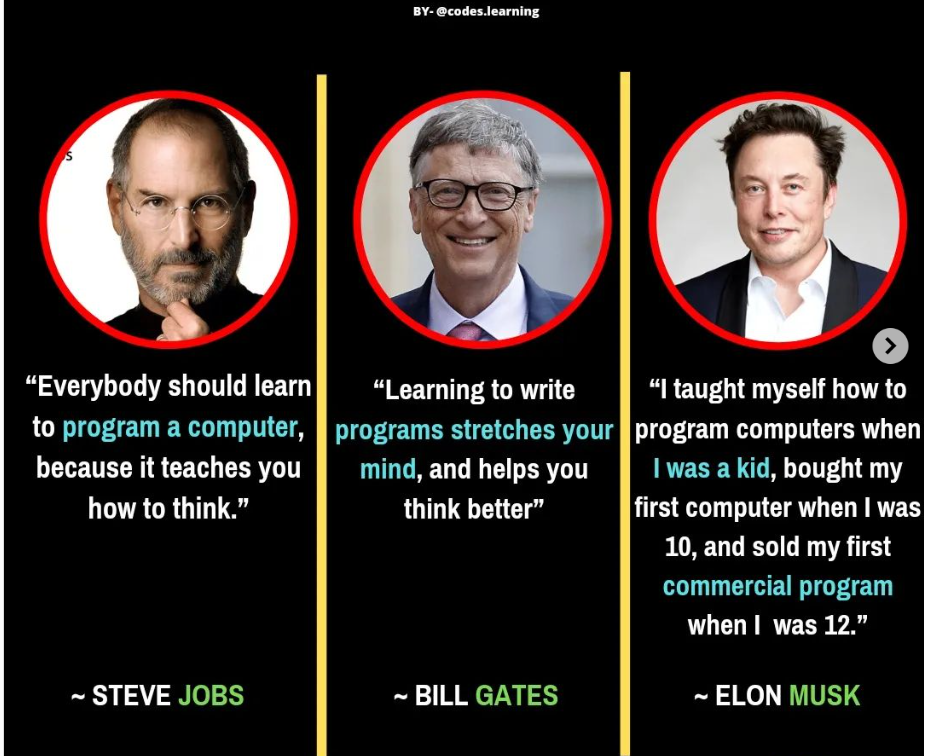 BY- @codes.learning
S
“Everybody should learn
to program a computer,
because it teaches you
how to think.”
~ STEVE JOBS
“Learning to write
programs stretches your
mind, and helps you
think better”
~ BILL GATES
“I taught myself how to
program computers when
I was a kid, bought my
first computer when I was
10, and sold my first
commercial program
when I  was 12.”
~ ELON MUSK